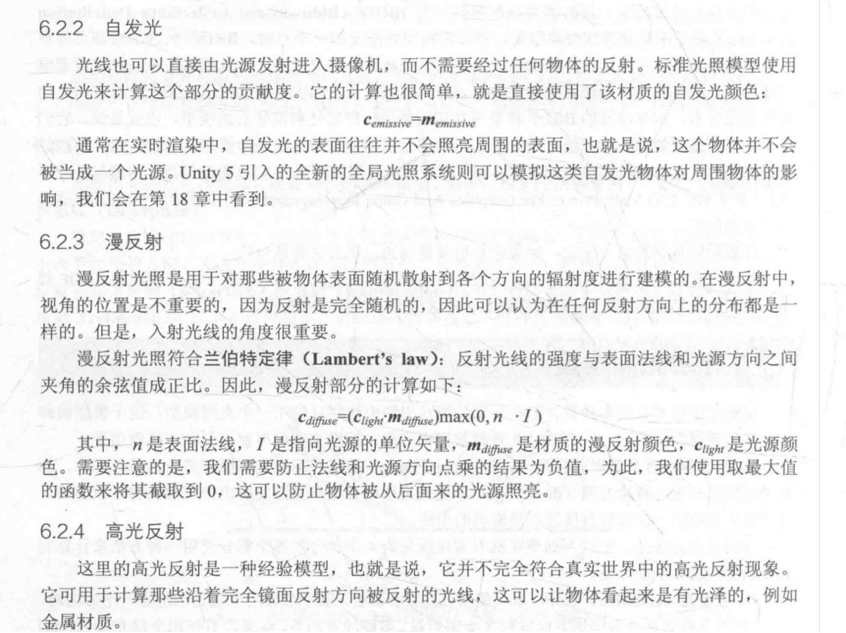 6.2.2 自发光
光线也可以直接由光源发射进入摄像机，而不需要经过任何物体的反射。标准光照模型使用
自发光来计算这个部分的贡献度。它的计算也很简单，就是直接使用了该材质的自发光颜色：
c_emissive=m_emissive
通常在实时渲染中，自发光的表面往往并不会照亮周围的表面，也就是说，这个物体并不会
被当成一个光源。Unity 5 引入的全新的全局光照系统则可以模拟这类自发光物体对周围物体的影
响，我们会在第 18 章中看到。
6.2.3 漫反射
漫反射光照是用于对那些被物体表面随机散射到各个方向的辐射度进行建模的。在漫反射中，
视角的位置是不重要的，因为反射是完全随机的，因此可以认为在任何反射方向上的分布都是一
样的。但是，入射光线的角度很重要。
漫反射光照符合兰伯特定律（Lambert's law）：反射光线的强度与表面法线和光源方向之间
夹角的余弦值成正比。因此，漫反射部分的计算如下：
c_diffuse=(c_light·m_diffuse)max(0, n ·I )
其中，n 是表面法线，I 是指向光源的单位矢量，m_diffuse 是材质的漫反射颜色，c_light 是光源颜
色。需要注意的是，我们需要防止法线和光源方向点乘的结果为负值，为此，我们使用取最大值
的函数来将其截取到 0，这可以防止物体被从后面来的光源照亮。
6.2.4 高光反射
这里的高光反射是一种经验模型，也就是说，它并不完全符合真实世界中的高光反射现象。
它可用于计算那些沿着完全镜面反射方向被反射的光线，这可以让物体看起来是有光泽的，例如
金属材质。